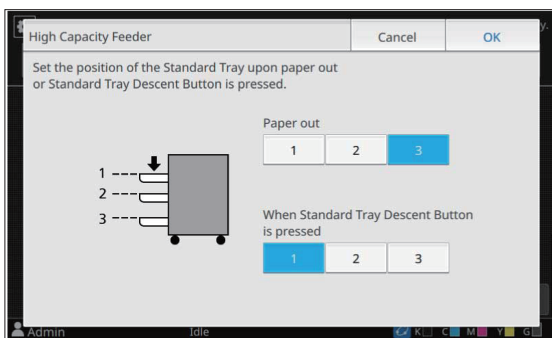 High Capacity Feeder
Cancel
OK
Set the position of the Standard Tray upon paper out
or Standard Tray Descent Button is pressed.
Paper out
1 2 3
1
2
3
When Standard Tray Descent Button
is pressed
1 2 3
Admin
Idle
K C M Y G